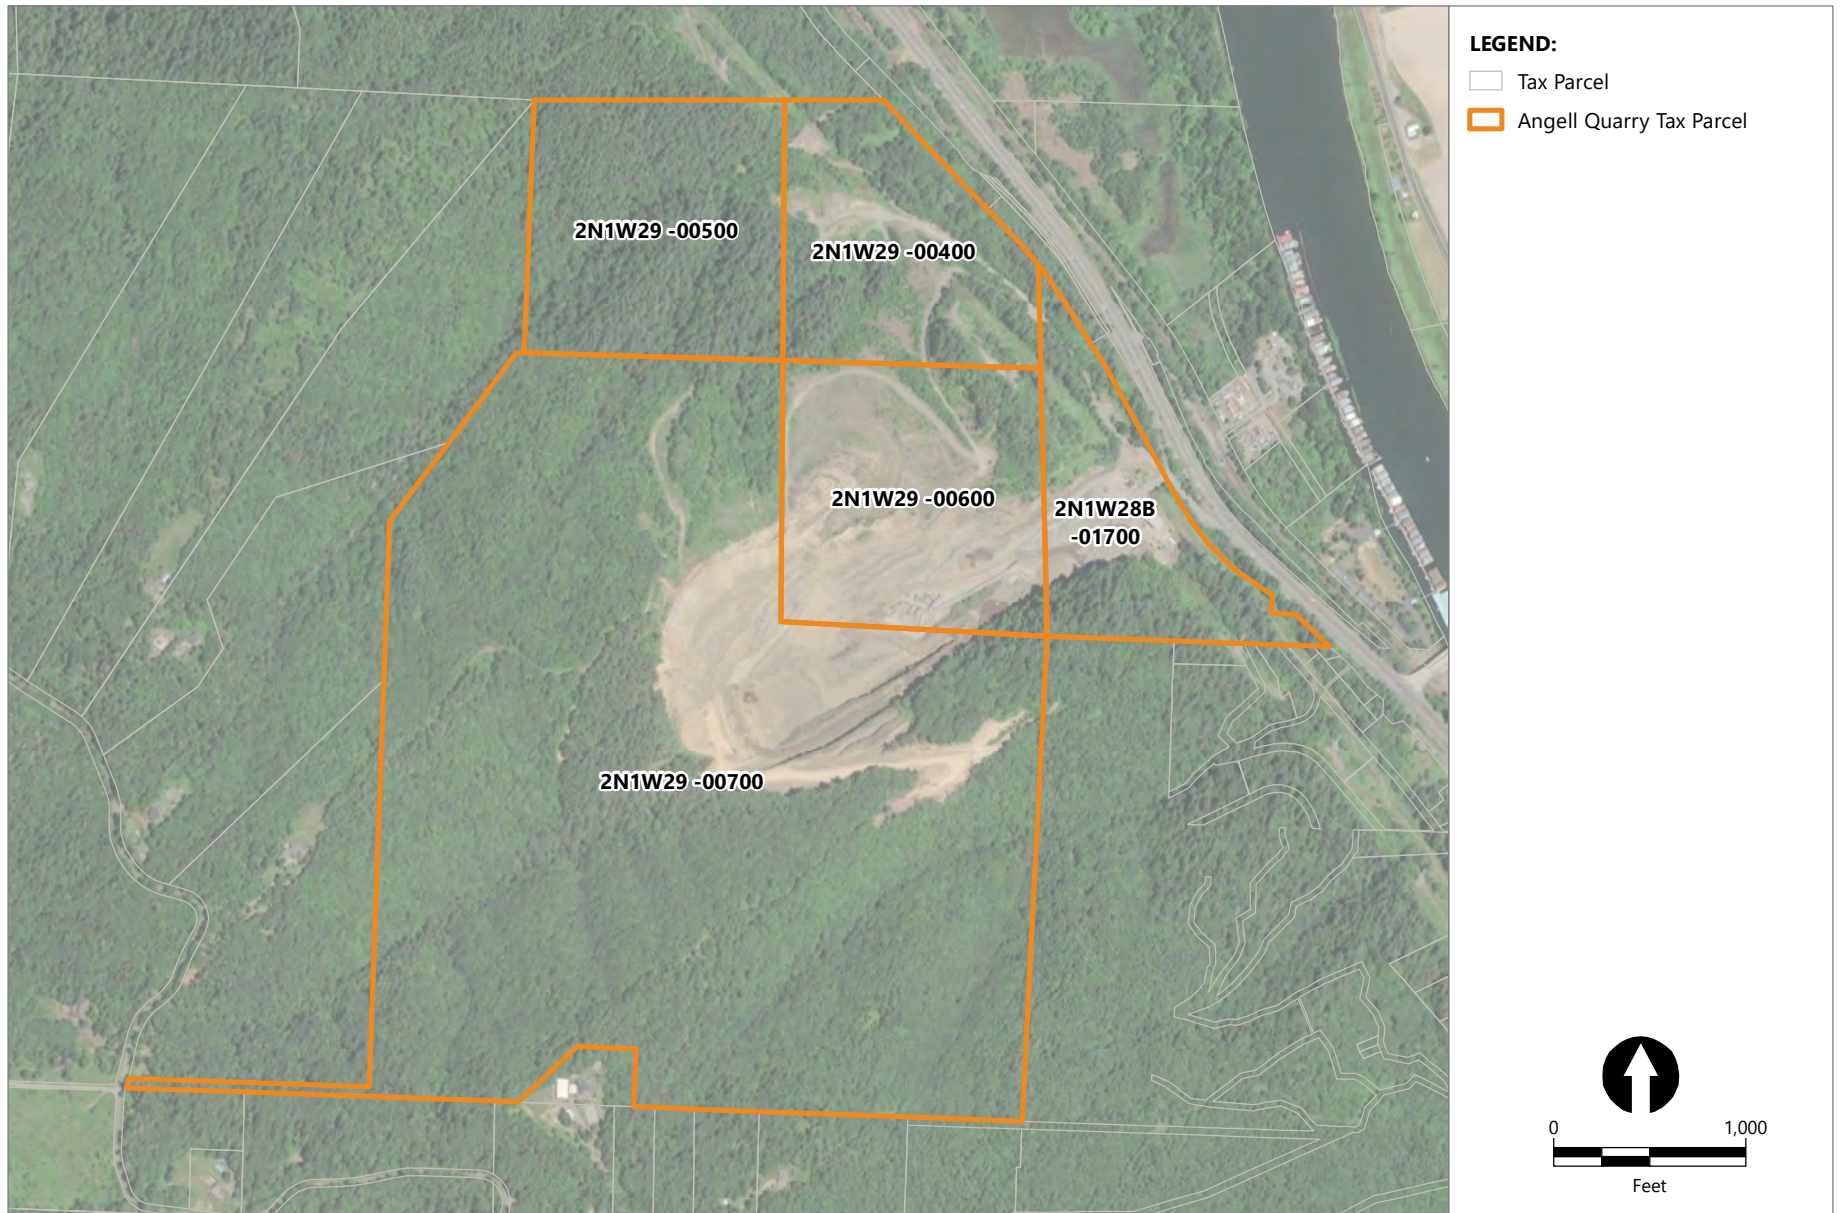 LEGEND:
Tax Parcel
Angell Quarry Tax Parcel
2N1W29 -00500
2N1W29 -00400
2N1W29 -00600
2N1W28B
-01700
2N1W29 -00700
0 1,000
Feet